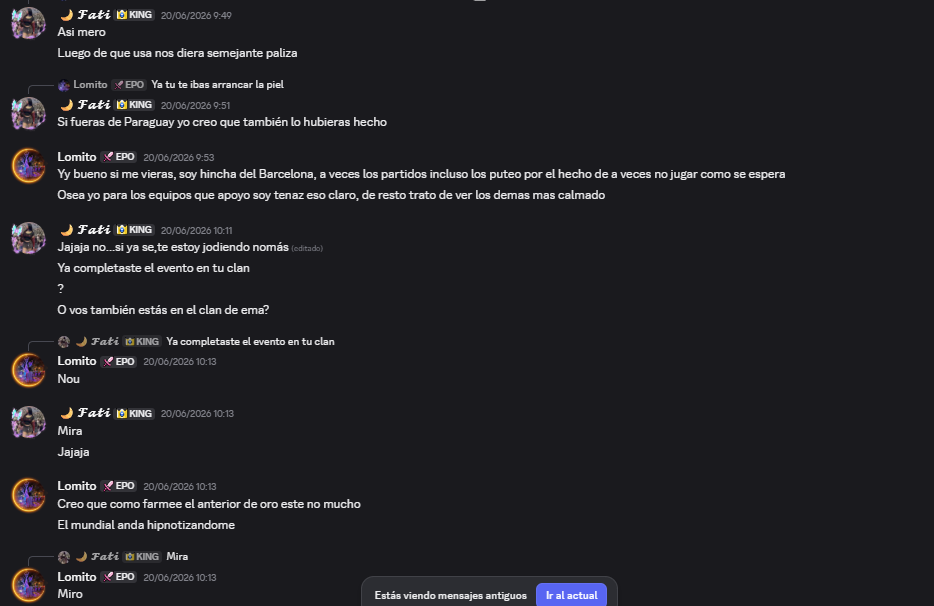 🌙 𝓕𝓪𝓽𝓲 KING 20/06/2026 9:49
Asi mero
Luego de que usa nos diera semejante paliza
Lomito EPO Ya tu te ibas arrancar la piel
🌙 𝓕𝓪𝓽𝓲 KING 20/06/2026 9:51
Si fueras de Paraguay yo creo que también lo hubieras hecho
Lomito EPO 20/06/2026 9:53
Yy bueno si me vieras, soy hincha del Barcelona, a veces los partidos incluso los puteo por el hecho de a veces no jugar como se espera
Osea yo para los equipos que apoyo soy tenaz eso claro, de resto trato de ver los demas mas calmado
🌙 𝓕𝓪𝓽𝓲 KING 20/06/2026 10:11
Jajaja no...si ya se,te estoy jodiendo nomás (editado)
Ya completaste el evento en tu clan
?
O vos también estás en el clan de ema?
🌙 𝓕𝓪𝓽𝓲 KING Ya completaste el evento en tu clan
Lomito EPO 20/06/2026 10:13
Nou
🌙 𝓕𝓪𝓽𝓲 KING 20/06/2026 10:13
Mira
Jajaja
Lomito EPO 20/06/2026 10:13
Creo que como farmee el anterior de oro este no mucho
El mundial anda hipnotizandome
🌙 𝓕𝓪𝓽𝓲 KING Mira
Lomito EPO 20/06/2026 10:13
Miro
Estás viendo mensajes antiguos Ir al actual